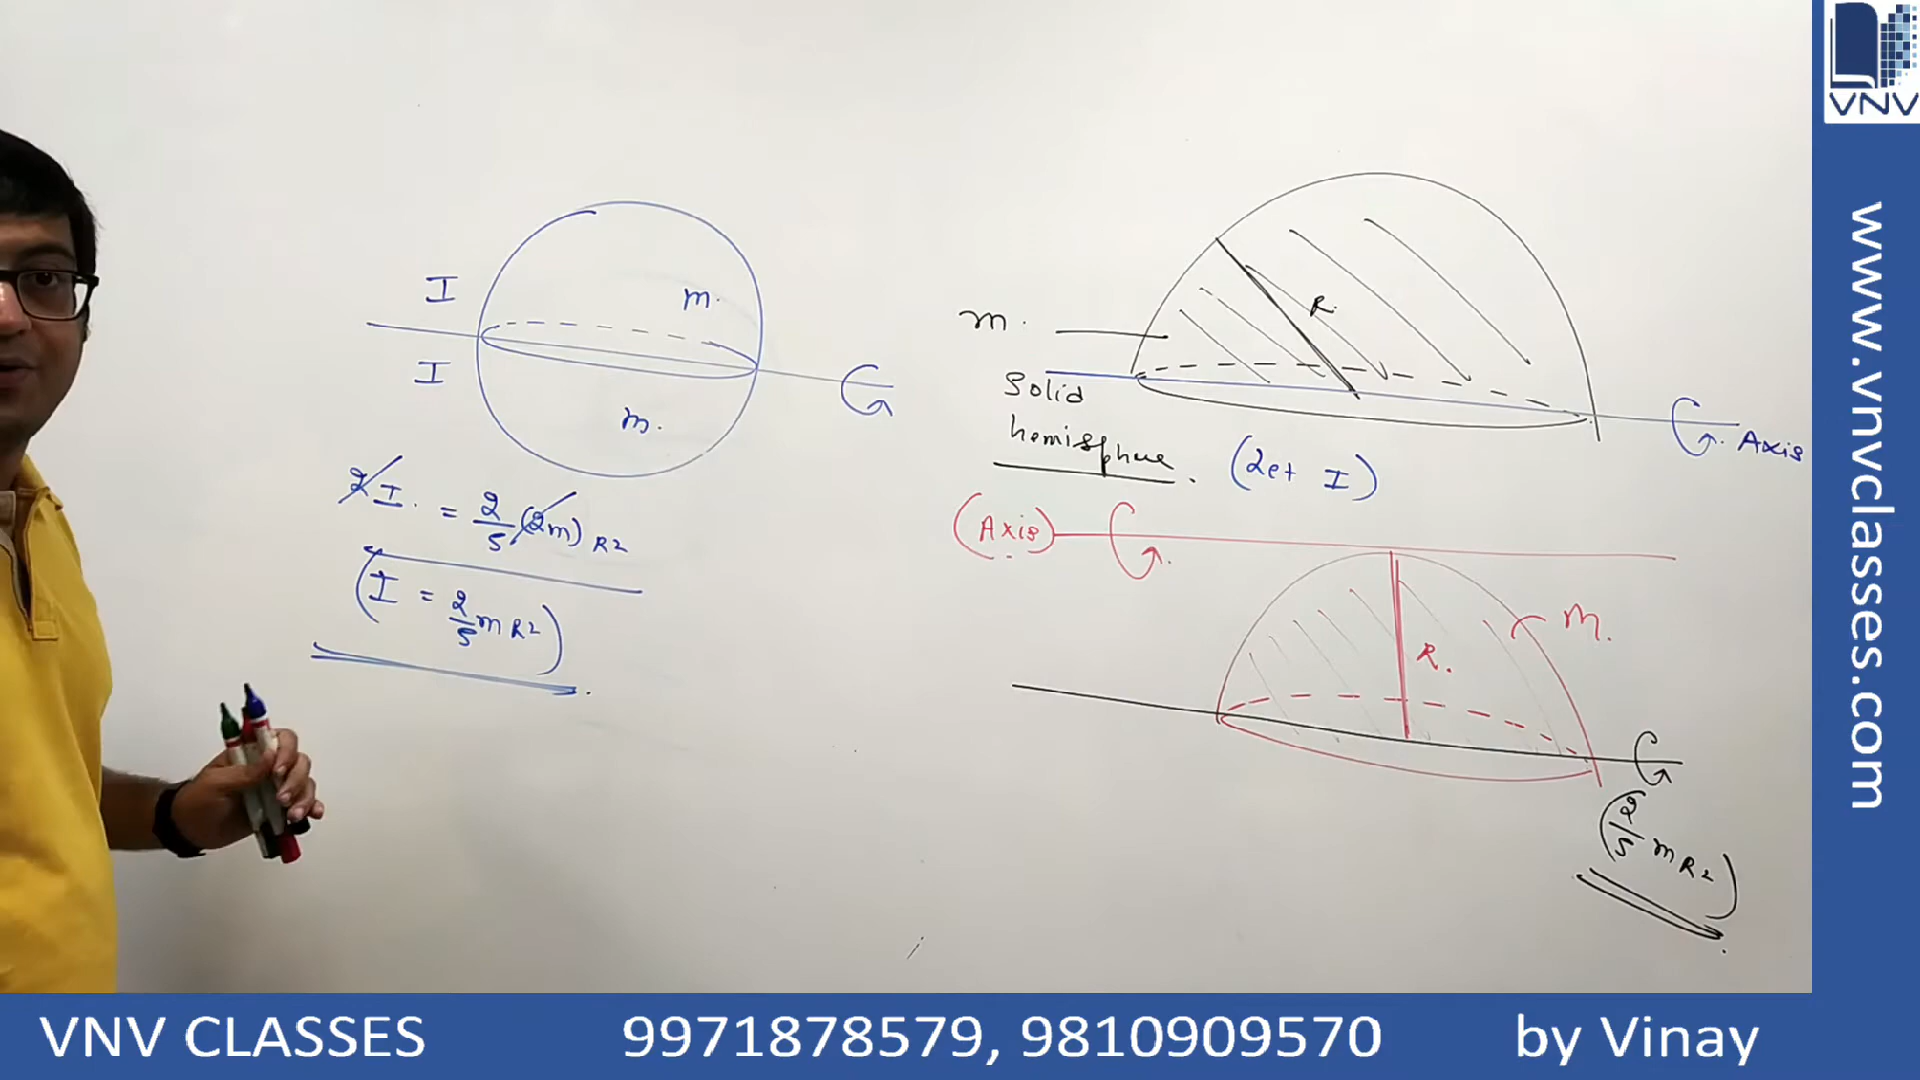 I
m.
I
m.
2I. = 2/5 (2m) R2
(I = 2/5 m R2)
m.
R.
Solid
hemisphere.
(Let I)
Axis
(Axis)
m.
R.
(2/5 m R2)
VNV
www.vnvclasses.com
VNV CLASSES 9971878579, 9810909570 by Vinay